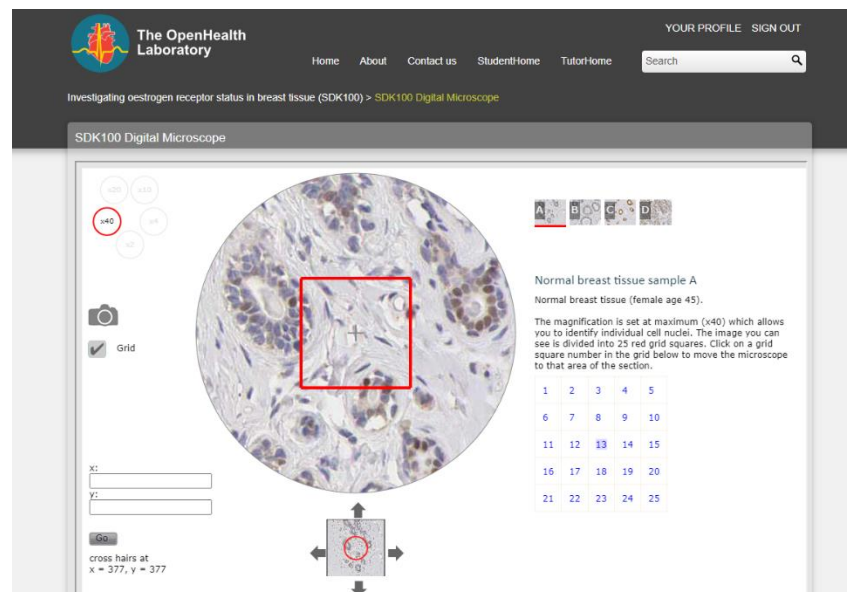 The OpenHealth
Laboratory
YOUR PROFILE SIGN OUT
Home About Contact us StudentHome TutorHome
Search
Investigating oestrogen receptor status in breast tissue (SDK100) > SDK100 Digital Microscope
SDK100 Digital Microscope
x40
Grid
A B C D
Normal breast tissue sample A
Normal breast tissue (female age 45).
The magnification is set at maximum (x40) which allows
you to identify individual cell nuclei. The image you can
see is divided into 25 red grid squares. Click on a grid
square number in the grid below to move the microscope
to that area of the section.
1 2 3 4 5
6 7 8 9 10
11 12 13 14 15
16 17 18 19 20
21 22 23 24 25
x:
y:
Go
cross hairs at
x = 377, y = 377